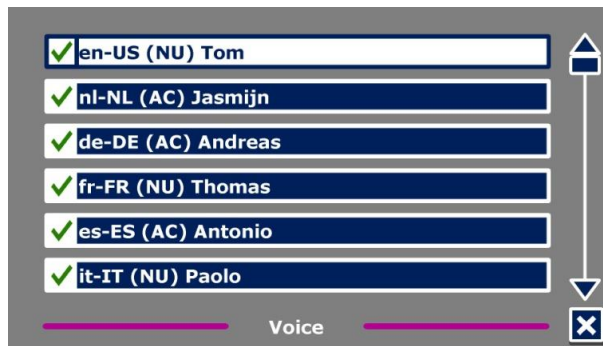 en-US (NU) Tom
nl-NL (AC) Jasmijn
de-DE (AC) Andreas
fr-FR (NU) Thomas
es-ES (AC) Antonio
it-IT (NU) Paolo
Voice